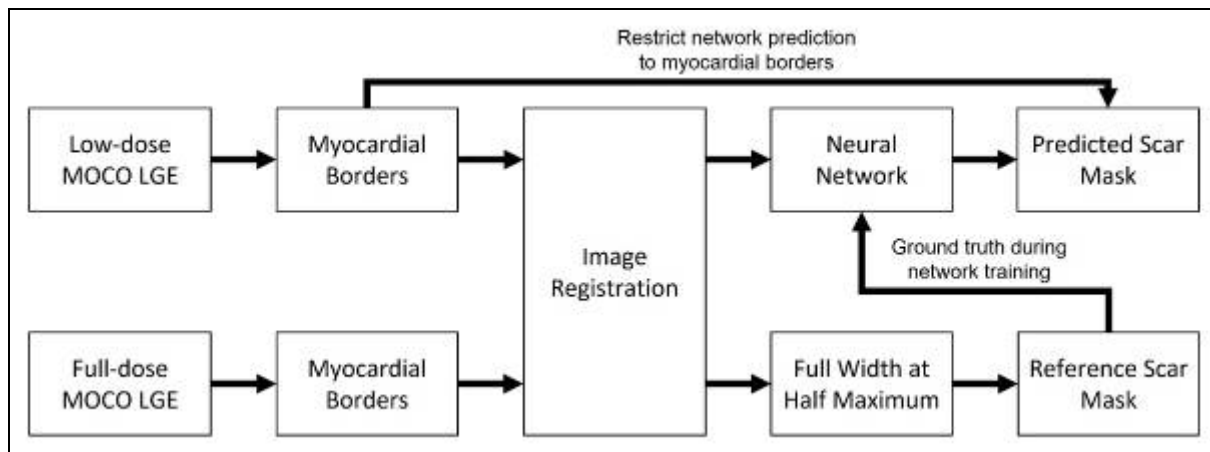 Restrict network prediction
to myocardial borders
Low-dose
MOCO LGE
Myocardial
Borders
Neural
Network
Predicted Scar
Mask
Image
Registration
Ground truth during
network training
Full-dose
MOCO LGE
Myocardial
Borders
Full Width at
Half Maximum
Reference Scar
Mask